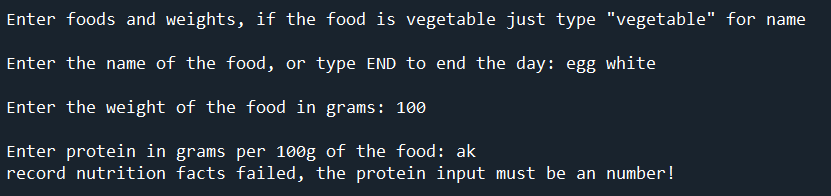 Enter foods and weights, if the food is vegetable just type "vegetable" for name
Enter the name of the food, or type END to end the day: egg white
Enter the weight of the food in grams: 100
Enter protein in grams per 100g of the food: ak
record nutrition facts failed, the protein input must be an number!